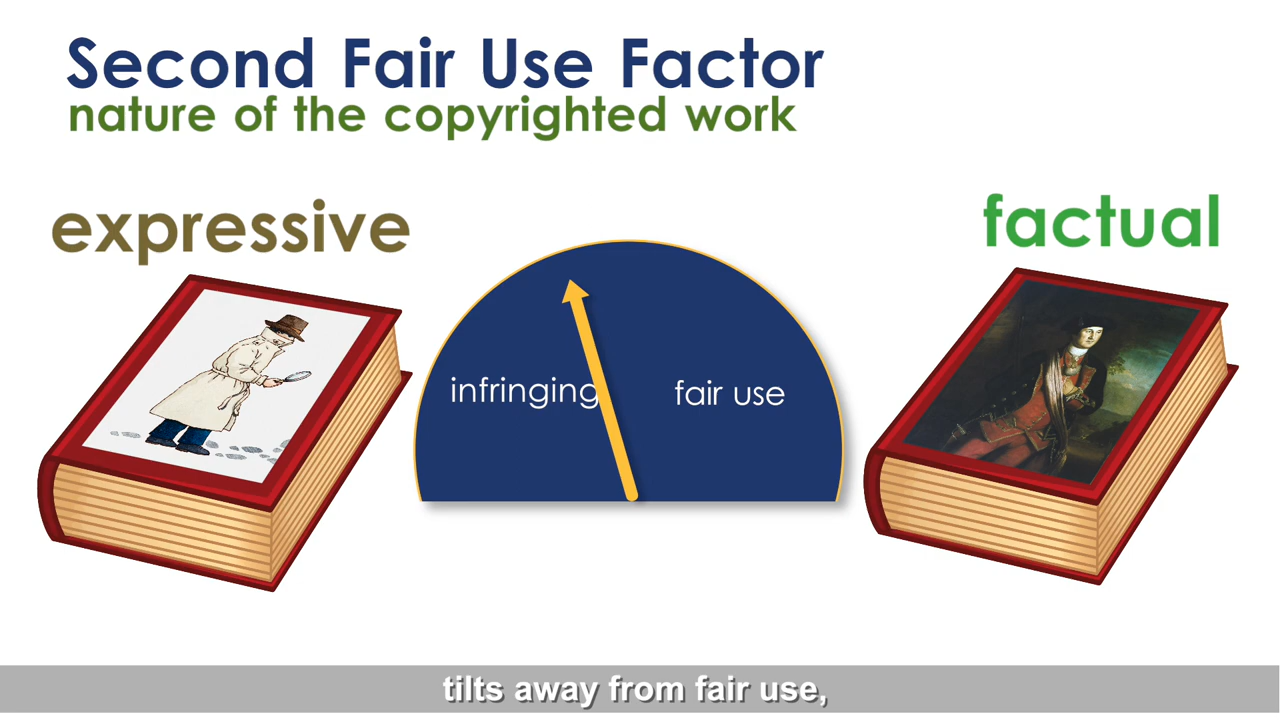 Second Fair Use Factor
nature of the copyrighted work
expressive
factual
infringing
fair use
tilts away from fair use,